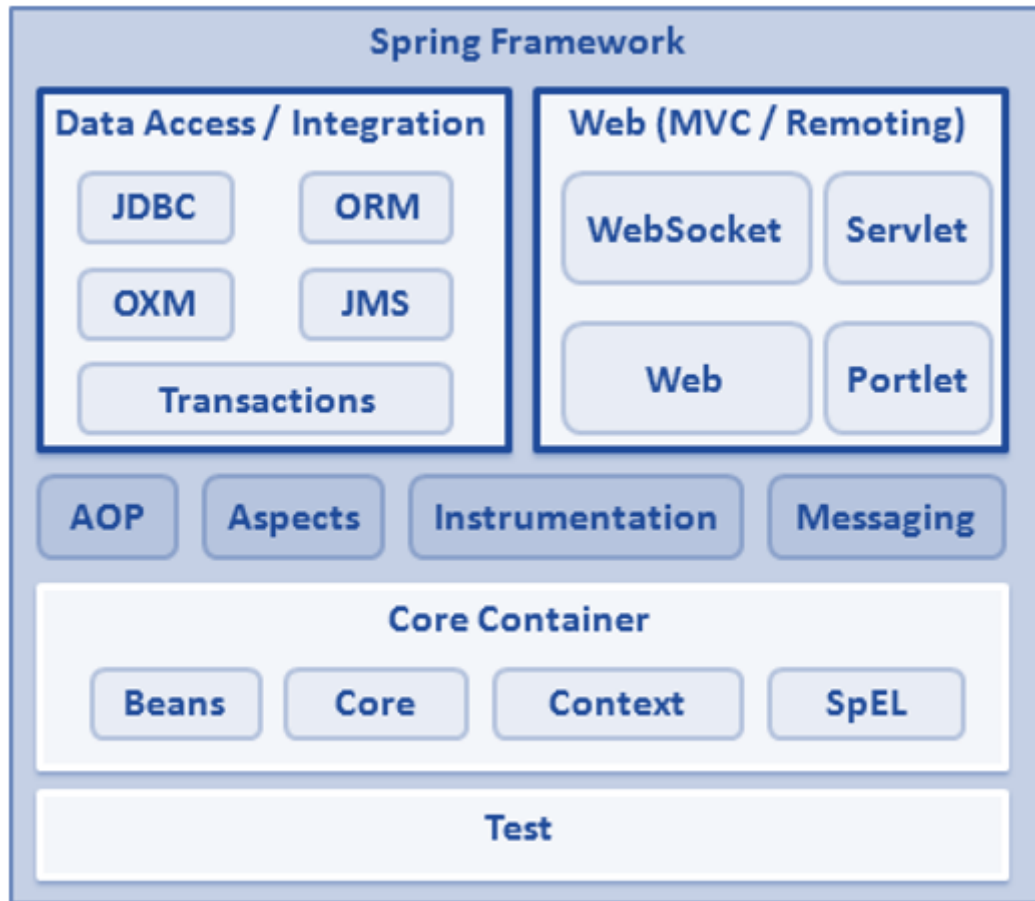 Spring Framework
Data Access / Integration
JDBC
ORM
OXM
JMS
Transactions
Web (MVC / Remoting)
WebSocket
Servlet
Web
Portlet
AOP
Aspects
Instrumentation
Messaging
Core Container
Beans
Core
Context
SpEL
Test